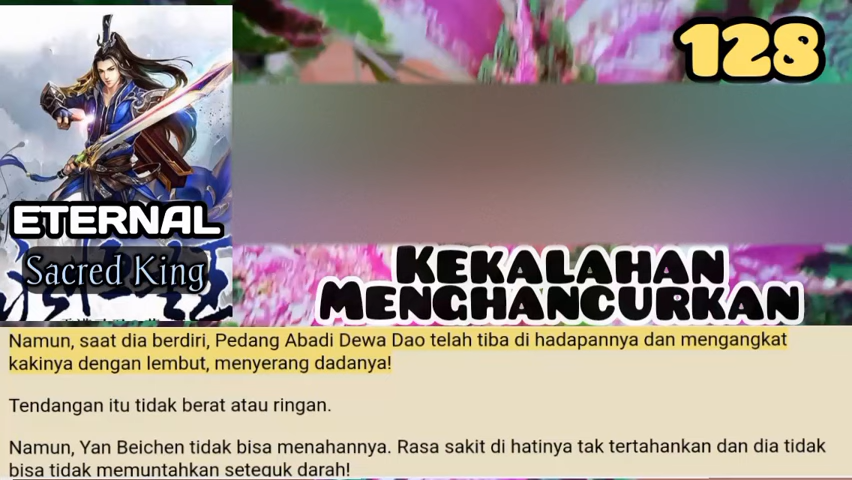 128
ETERNAL
Sacred King
KEKALAHAN
MENGHANCURKAN
Namun, saat dia berdiri, Pedang Abadi Dewa Dao telah tiba di hadapannya dan mengangkat
kakinya dengan lembut, menyerang dadanya!
Tendangan itu tidak berat atau ringan.
Namun, Yan Beichen tidak bisa menahannya. Rasa sakit di hatinya tak tertahankan dan dia tidak
bisa tidak memuntahkan seteguk darah!